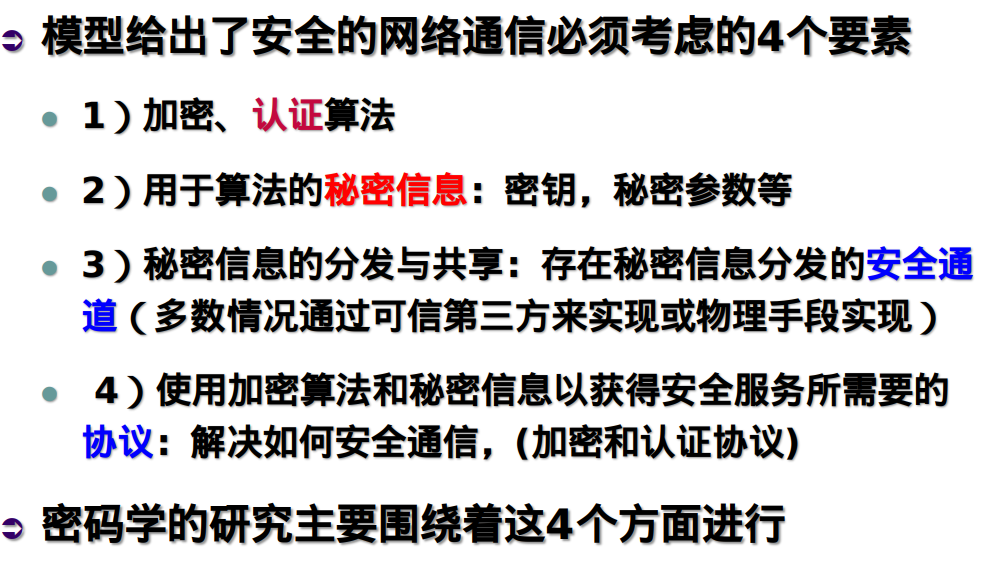 模型给出了安全的网络通信必须考虑的4个要素
1）加密、认证算法
2）用于算法的秘密信息：密钥，秘密参数等
3）秘密信息的分发与共享：存在秘密信息分发的安全通
道（多数情况通过可信第三方来实现或物理手段实现）
4）使用加密算法和秘密信息以获得安全服务所需要的
协议：解决如何安全通信，(加密和认证协议)
密码学的研究主要围绕着这4个方面进行